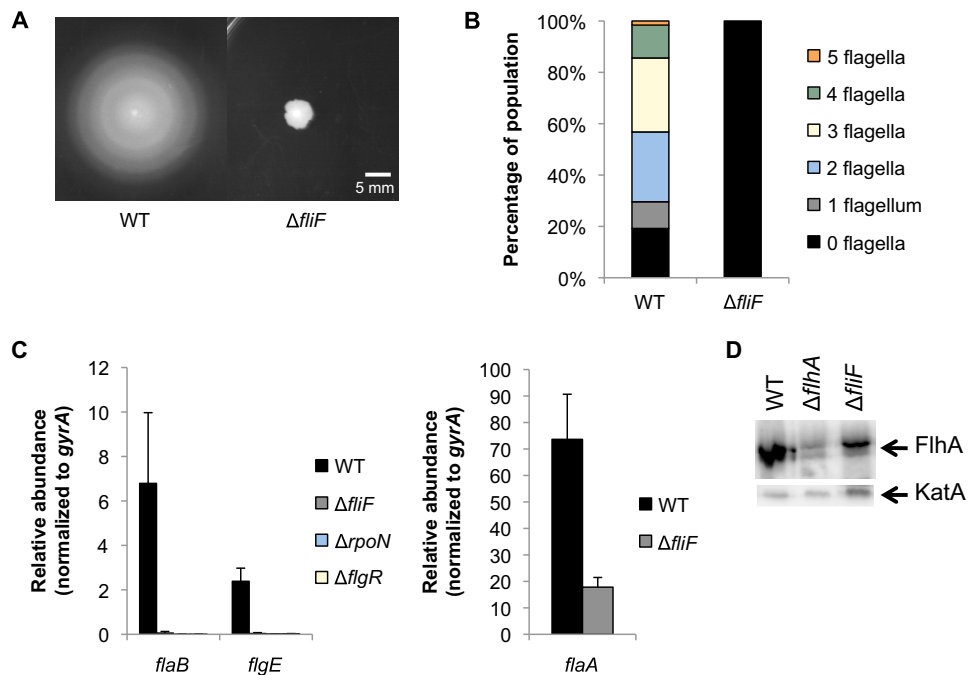 A
WT
ΔfliF
5 mm
B
Percentage of population
100%
80%
60%
40%
20%
0%
WT
ΔfliF
5 flagella
4 flagella
3 flagella
2 flagella
1 flagellum
0 flagella
C
Relative abundance
(normalized to gyrA)
12
10
8
6
4
2
0
flaB
flgE
WT
ΔfliF
ΔrpoN
ΔflgR
Relative abundance
(normalized to gyrA)
100
90
80
70
60
50
40
30
20
10
0
flaA
WT
ΔfliF
D
WT
ΔflhA
ΔfliF
FlhA
KatA